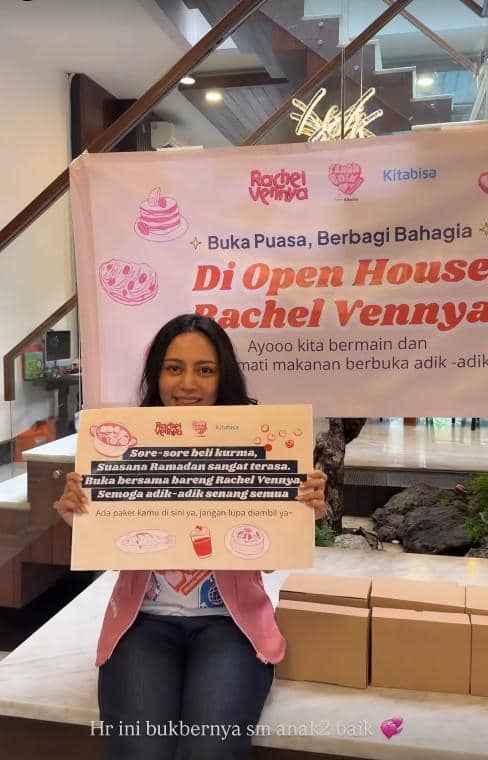 Rachel
Vennya
Kitabisa
Buka Puasa, Berbagi Bahagia
Di Open House
Rachel Vennya
Ayooo kita bermain dan
mati makanan berbuka adik -adik
Rachel
Vennya
Kitabisa
Sore-sore beli kurma,
Suasana Ramadan sangat terasa.
Buka bersama bareng Rachel Vennya,
Semoga adik-adik senang semua
Ada paket kamu di sini ya, jangan lupa diambil ya~
Hr ini bukbernya sm anak2 baik 💞